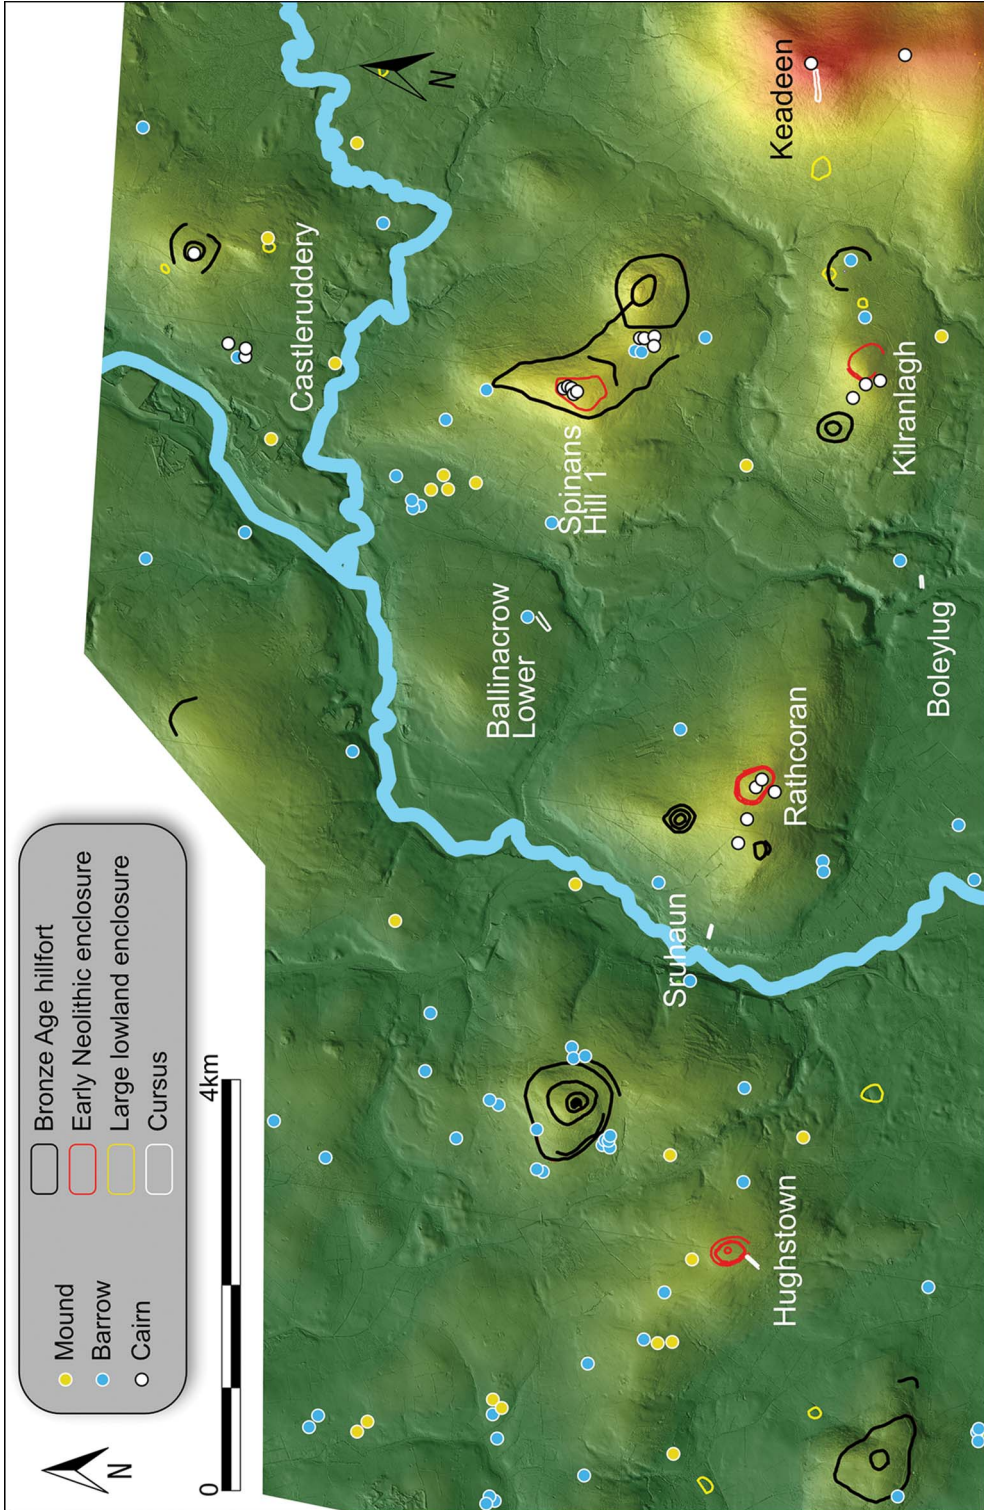 Mound
Barrow
Cairn
Bronze Age hillfort
Early Neolithic enclosure
Large lowland enclosure
Cursus
N
0
4km
N
Castleruddery
Keadeen
Spinans
Hill 1
Kilranlagh
Ballinacrow
Lower
Boleylug
Rathcoran
Sruhaun
Hughstown